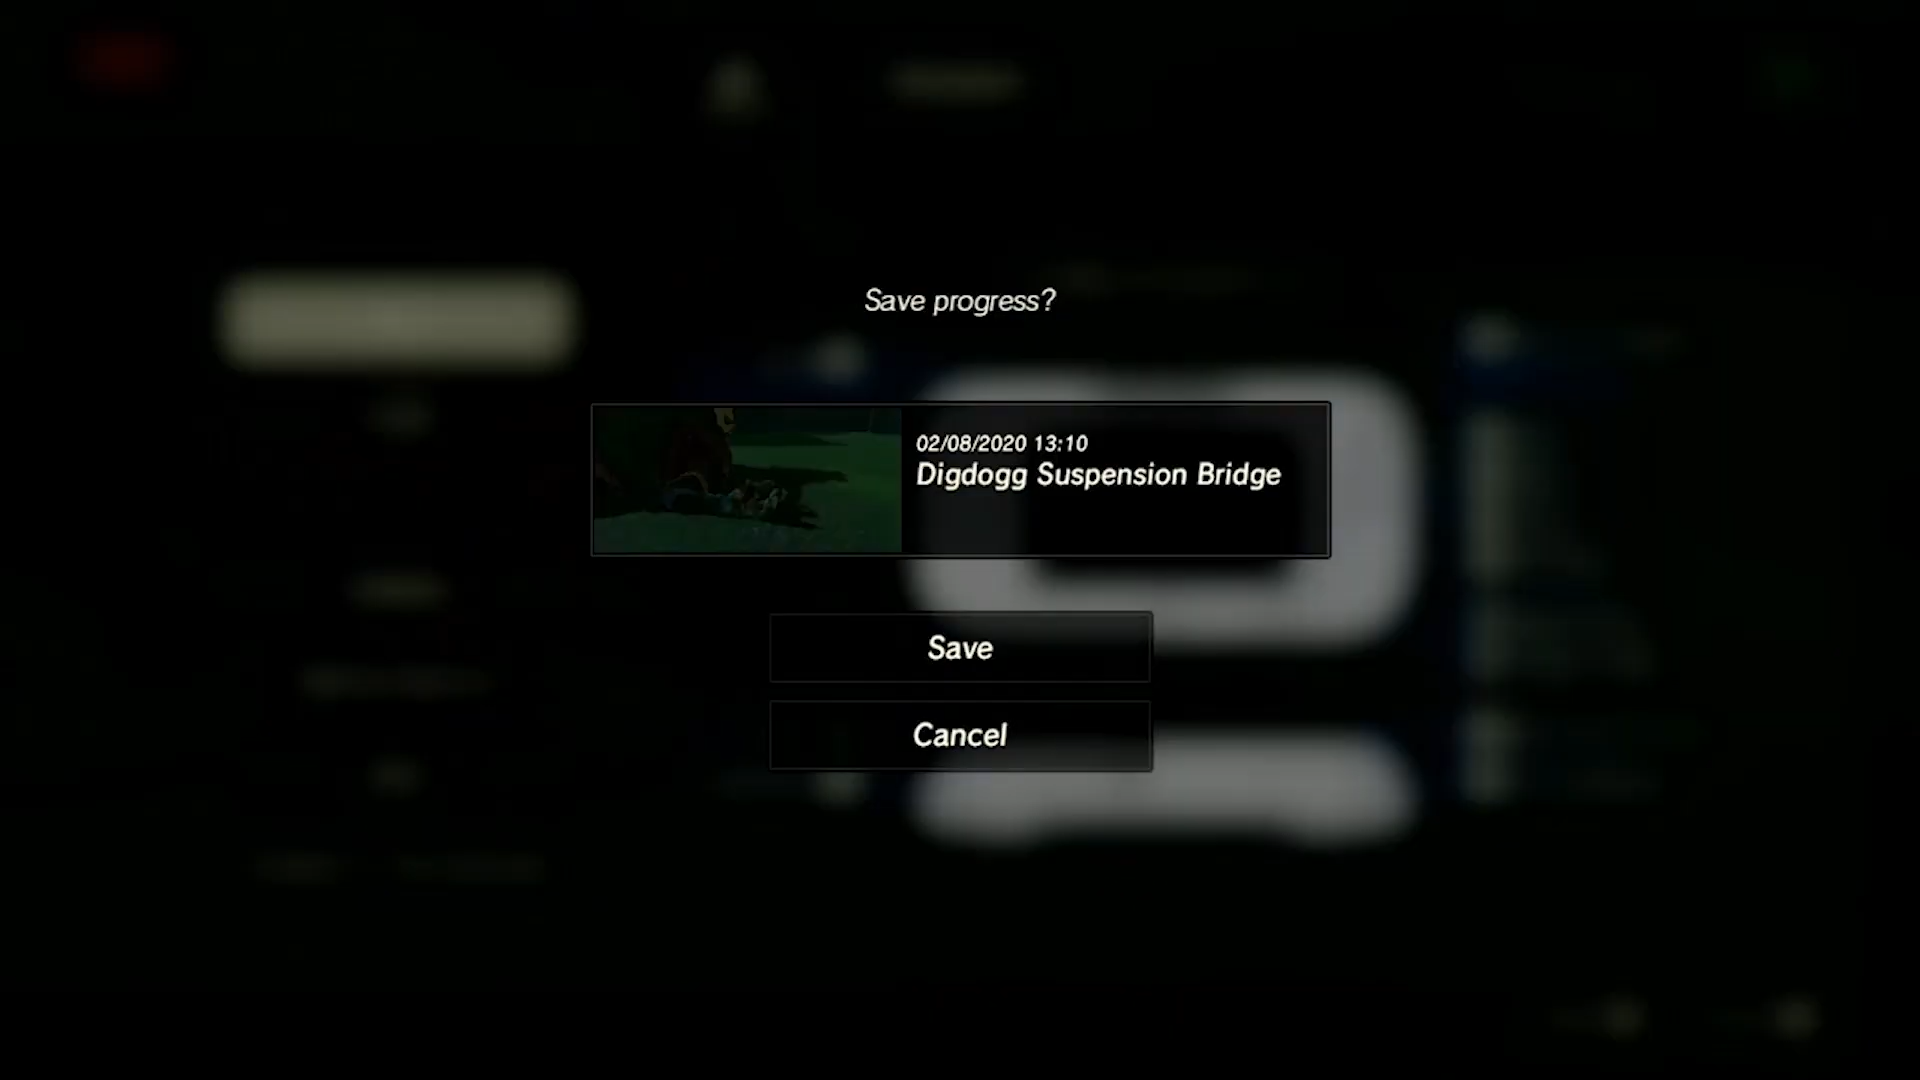 Save progress?
02/08/2020 13:10
Digdogg Suspension Bridge
Save
Cancel